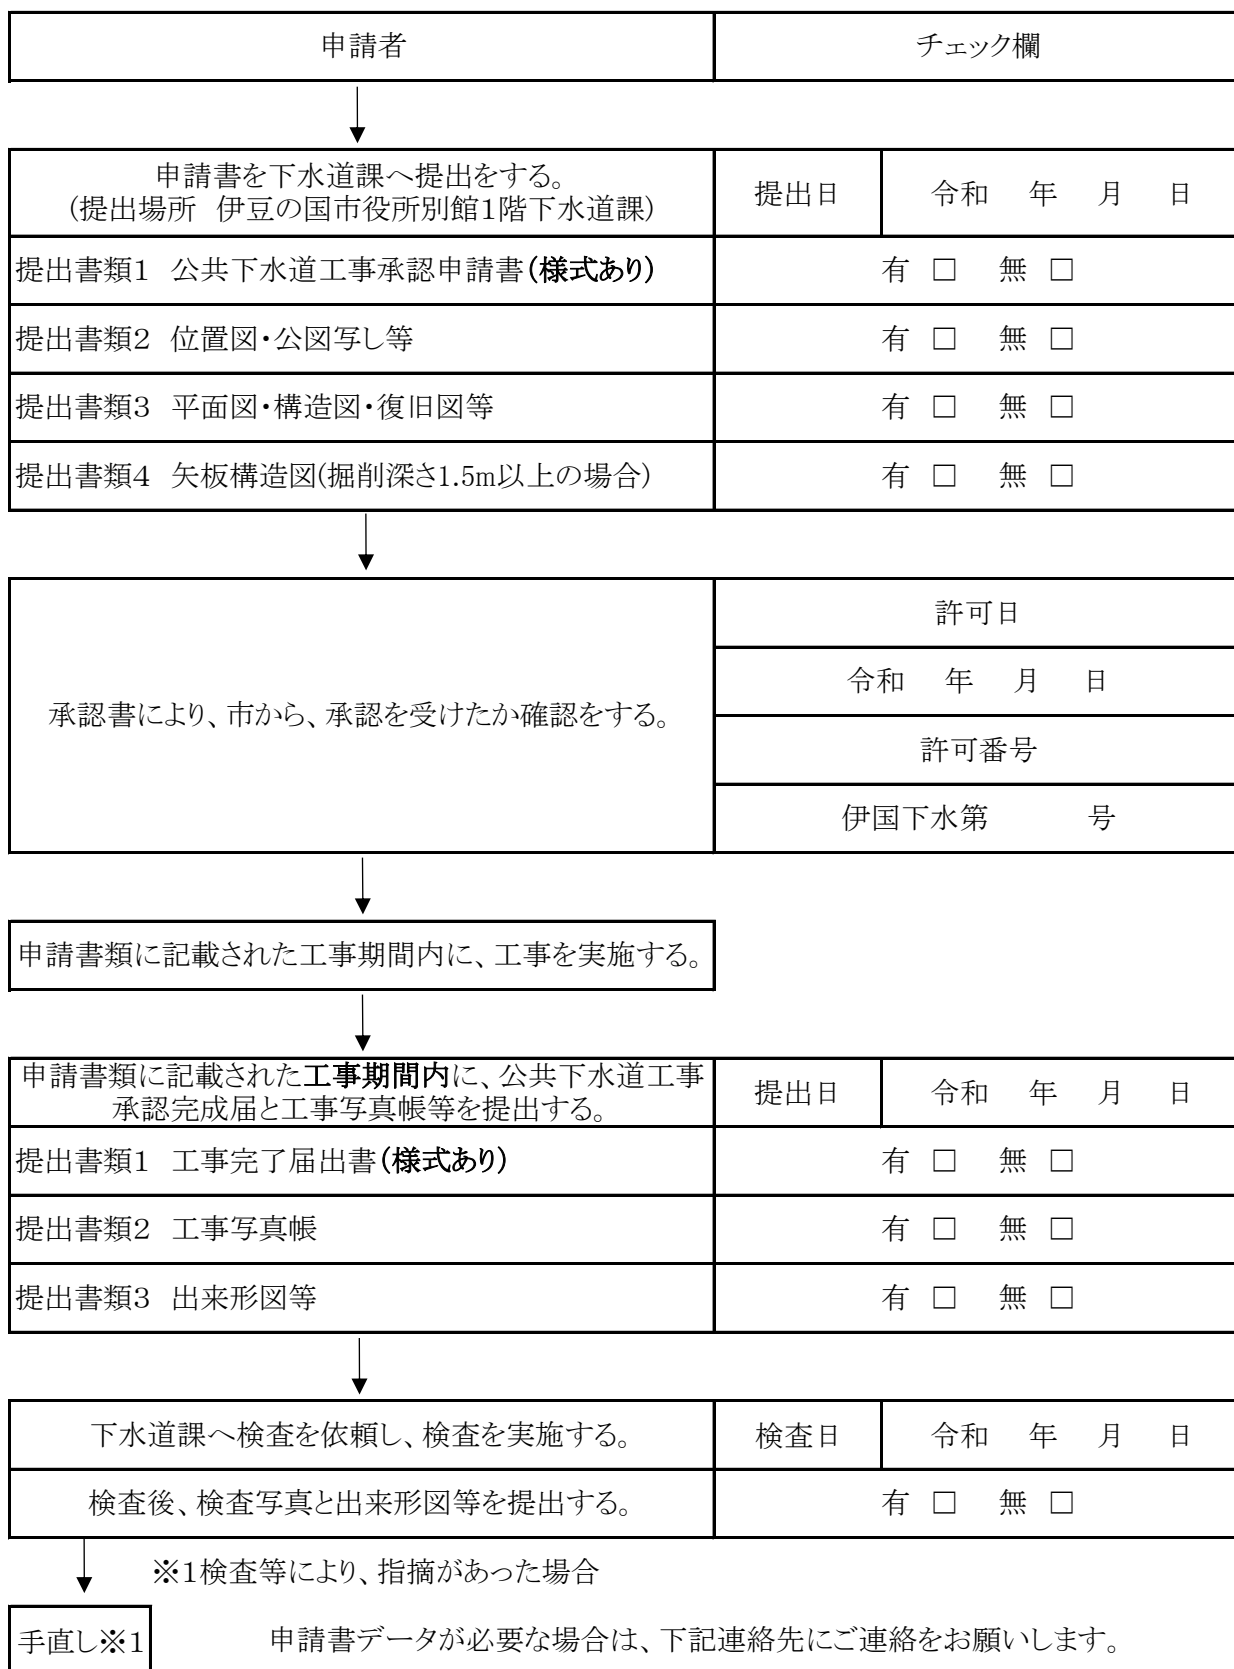 申請者 チェック欄
申請書を下水道課へ提出をする。
(提出場所 伊豆の国市役所別館1階下水道課)
提出日 令和 年 月 日
提出書類1 公共下水道工事承認申請書(様式あり) 有 □ 無 □
提出書類2 位置図・公図写し等 有 □ 無 □
提出書類3 平面図・構造図・復旧図等 有 □ 無 □
提出書類4 矢板構造図(掘削深さ1.5m以上の場合) 有 □ 無 □
承認書により、市から、承認を受けたか確認をする。
許可日
令和 年 月 日
許可番号
伊国下水第 号
申請書類に記載された工事期間内に、工事を実施する。
申請書類に記載された工事期間内に、公共下水道工事
承認完成届と工事写真帳等を提出する。
提出日 令和 年 月 日
提出書類1 工事完了届出書(様式あり) 有 □ 無 □
提出書類2 工事写真帳 有 □ 無 □
提出書類3 出来形図等 有 □ 無 □
下水道課へ検査を依頼し、検査を実施する。 検査日 令和 年 月 日
検査後、検査写真と出来形図等を提出する。 有 □ 無 □
※1検査等により、指摘があった場合
手直し※1 申請書データが必要な場合は、下記連絡先にご連絡をお願いします。